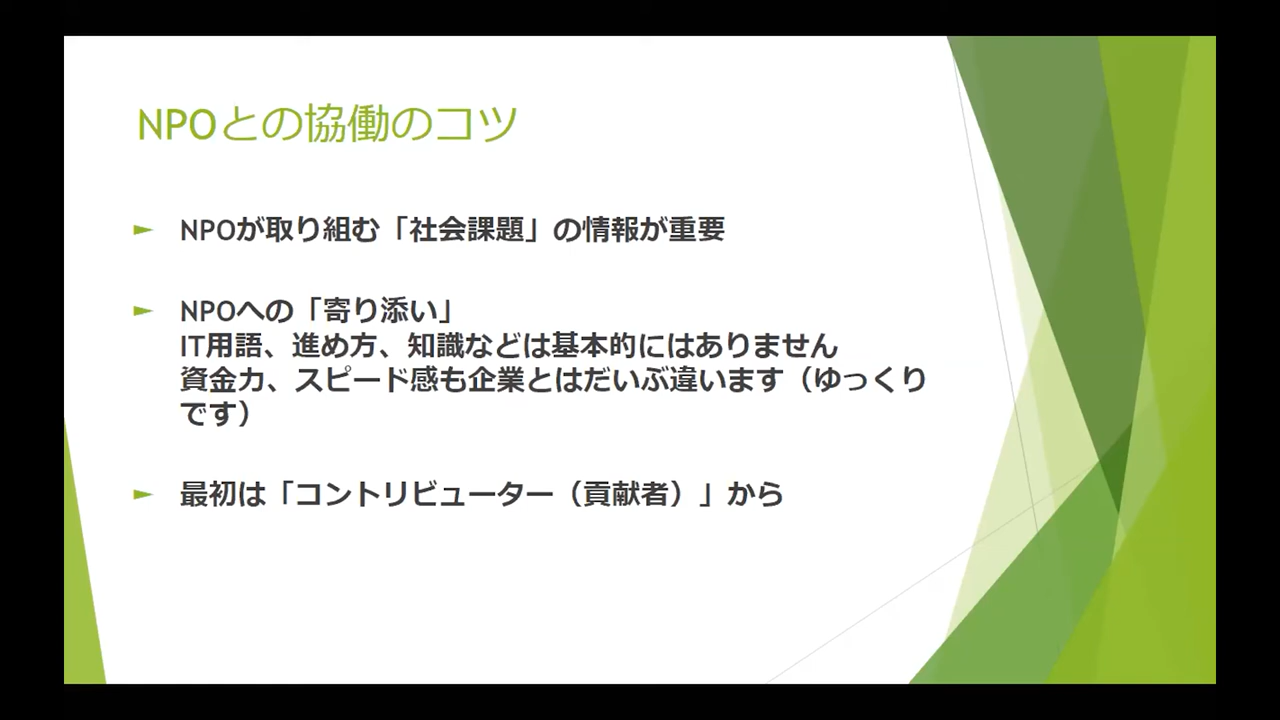 NPOとの協働のコツ
► NPOが取り組む「社会課題」の情報が重要
► NPOへの「寄り添い」
IT用語、進め方、知識などは基本的にはありません
資金力、スピード感も企業とはだいぶ違います（ゆっくり
です）
► 最初は「コントリビューター（貢献者）」から